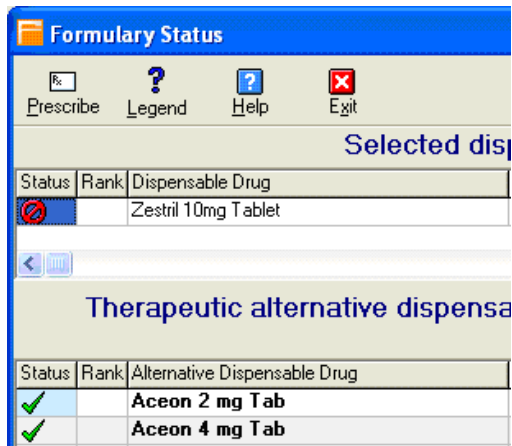 Formulary Status
Prescribe Legend Help Exit
Selected disp
Status Rank Dispensable Drug
Zestril 10mg Tablet
Therapeutic alternative dispensa
Status Rank Alternative Dispensable Drug
Aceon 2 mg Tab
Aceon 4 mg Tab